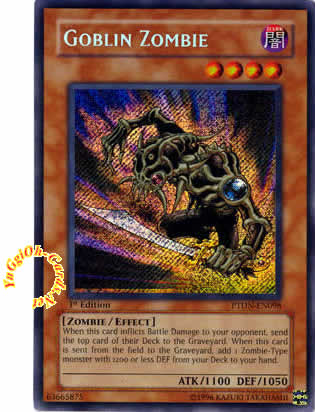 GOBLIN ZOMBIE
DARK
闇
YuGgiOh-Cards.Net
1st Edition
PTDN-EN098
[ZOMBIE/EFFECT]
When this card inflicts Battle Damage to your opponent, send
the top card of their Deck to the Graveyard. When this card
is sent from the field to the Graveyard, add 1 Zombie-Type
monster with 1200 or less DEF from your Deck to your hand.
ATK/1100 DEF/1050
63665875
©1996 KAZUKI TAKAHASHI